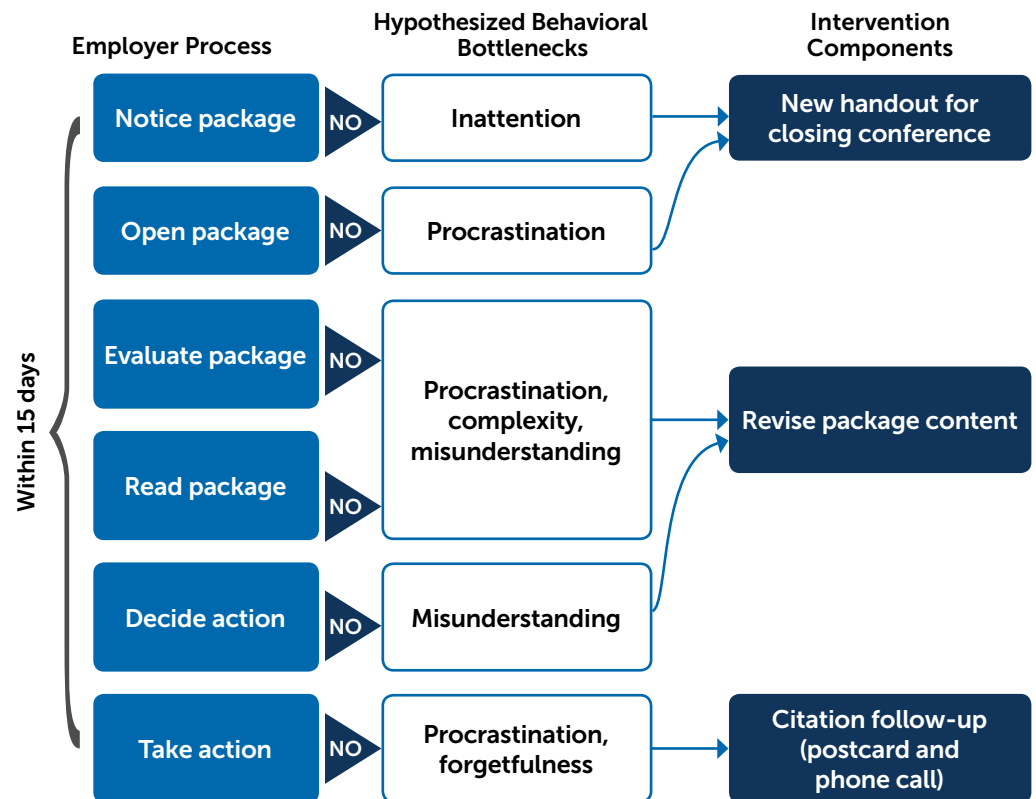 Employer Process
Hypothesized Behavioral
Bottlenecks
Intervention
Components
Within 15 days
Notice package
NO
Inattention
New handout for
closing conference
Open package
NO
Procrastination
Evaluate package
NO
Procrastination,
complexity,
misunderstanding
Revise package content
Read package
NO
Decide action
NO
Misunderstanding
Take action
NO
Procrastination,
forgetfulness
Citation follow-up
(postcard and
phone call)